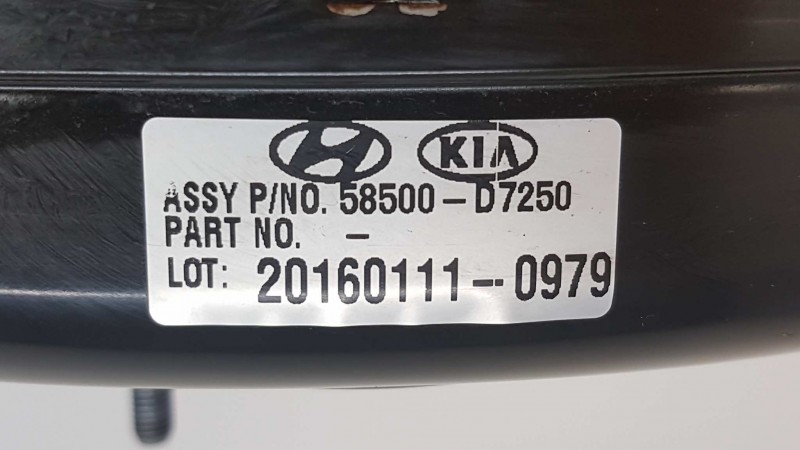 KIA
ASSY P/NO. 58500-D7250
PART NO. -
LOT: 20160111--0979